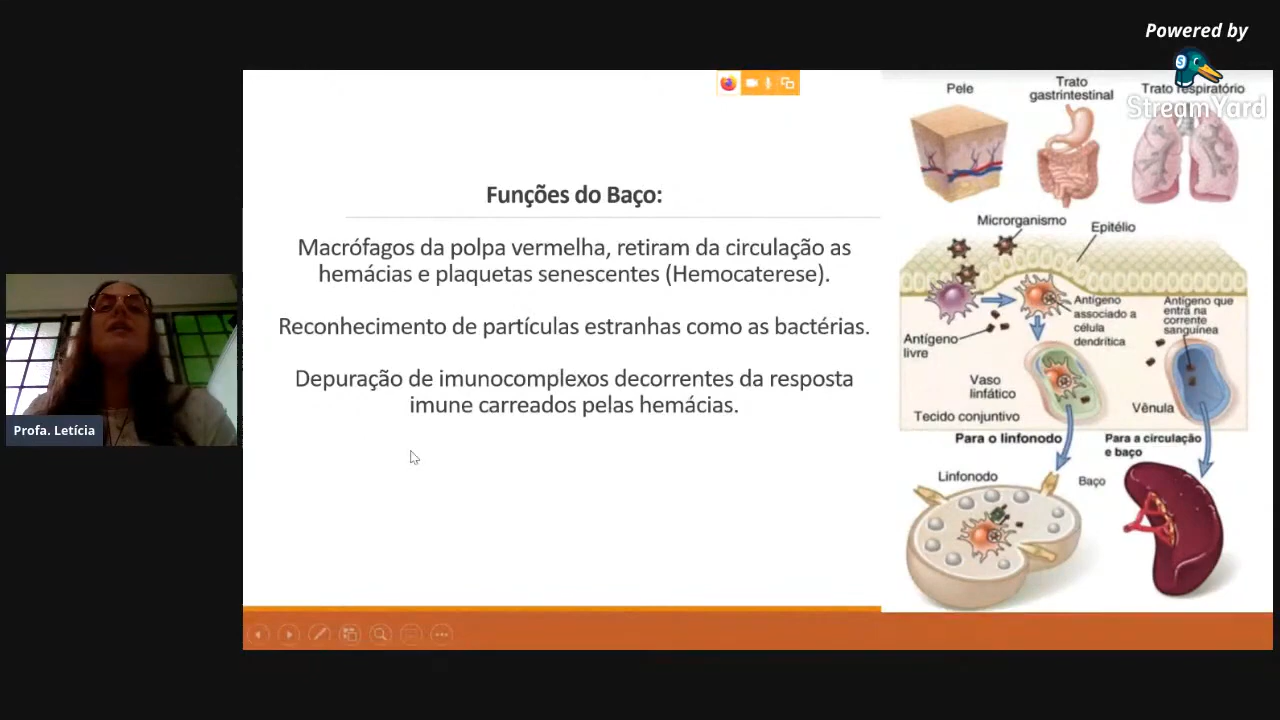 Powered by
StreamYard
Funções do Baço:
Macrófagos da polpa vermelha, retiram da circulação as
hemácias e plaquetas senescentes (Hemocaterese).
Reconhecimento de partículas estranhas como as bactérias.
Depuração de imunocomplexos decorrentes da resposta
imune carreados pelas hemácias.
Pele
Trato
gastrintestinal
Trato respiratório
Microrganismo
Epitélio
Antígeno
livre
Antígeno
associado a
célula
dendrítica
Antígeno que
entra na
corrente
sanguínea
Vaso
linfático
Vênula
Tecido conjuntivo
Para o linfonodo
Para a circulação
e baço
Linfonodo
Baço
Profa. Letícia